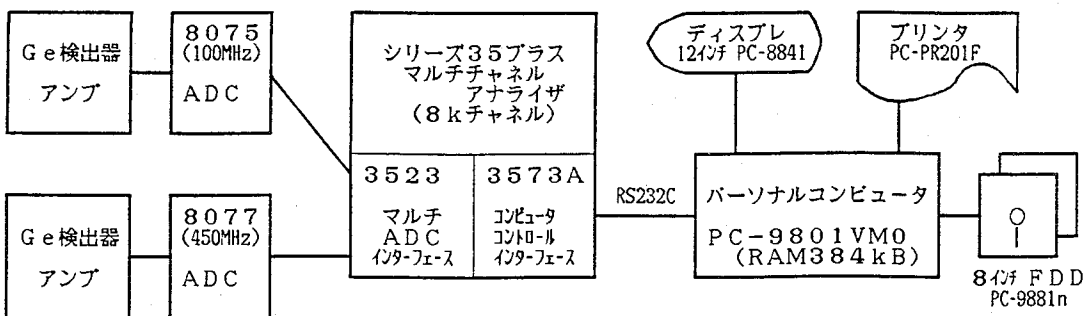 Ge検出器
アンプ
8075
(100MHz)
ADC
Ge検出器
アンプ
8077
(450MHz)
ADC
シリーズ35プラス
マルチチャネル
アナライザ
(8kチャネル)
3523
マルチ
ADC
インターフェース
3573A
コンピュータ
コントロール
インターフェース
RS232C
ディスプレ
12インチ PC-8841
プリンタ
PC-PR201F
パーソナルコンピュータ
PC-9801VM0
(RAM384kB)
8インチ FDD
PC-9881n